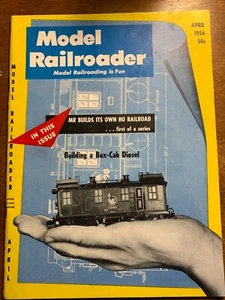 APRIL
1956
50c
Model
Railroader
Model Railroading is Fun
MODEL RAILROADER
APRIL
IN THIS
ISSUE
MR BUILDS ITS OWN HO RAILROAD
... first of a series
Building a Box-Cab Diesel